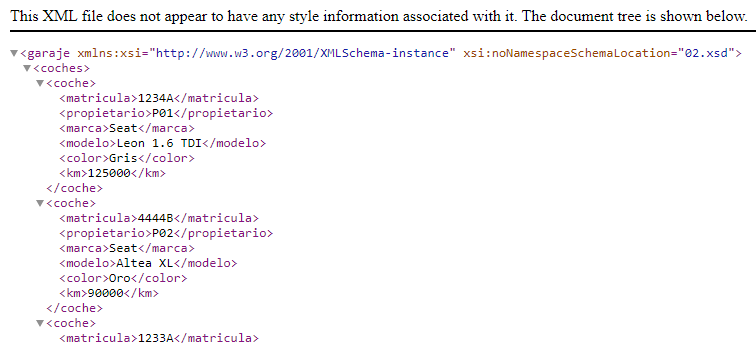 This XML file does not appear to have any style information associated with it. The document tree is shown below.
▼<garaje xmlns:xsi="http://www.w3.org/2001/XMLSchema-instance" xsi:noNamespaceSchemaLocation="02.xsd">
▼<coches>
▼<coche>
<matricula>1234A</matricula>
<propietario>P01</propietario>
<marca>Seat</marca>
<modelo>Leon 1.6 TDI</modelo>
<color>Gris</color>
<km>125000</km>
</coche>
▼<coche>
<matricula>4444B</matricula>
<propietario>P02</propietario>
<marca>Seat</marca>
<modelo>Altea XL</modelo>
<color>Oro</color>
<km>90000</km>
</coche>
▼<coche>
<matricula>1233A</matricula>